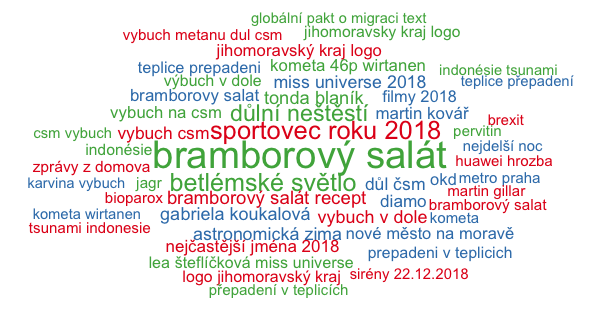 globální pakt o migraci text
vybuch metanu dul csm
jihomoravsky kraj logo
jihomoravský kraj logo
teplice prepadeni
kometa 46p wirtanen
indonésie tsunami
výbuch v dole
miss universe 2018
teplice přepadení
bramborovy salat
tonda blaník
filmy 2018
vybuch na csm
důlní neštěstí
martin kovář
brexit
csm vybuch
vybuch csm
sportovec roku 2018
pervitin
indonésie
bramborový salát
nejdelší noc
zprávy z domova
huawei hrozba
karvina vybuch
jagr
betlémské světlo
důl čsm
okd
metro praha
bioparox
bramborový salát recept
diamo
martin gillar
bramborový salat
kometa wirtanen
gabriela koukalová
vybuch v dole
kometa
tsunami indonesie
astronomická zima
nové město na moravě
nejčastější jména 2018
prepadeni v teplicich
lea šteflíčková miss universe
logo jihomoravský kraj
sirény 22.12.2018
přepadení v teplicích